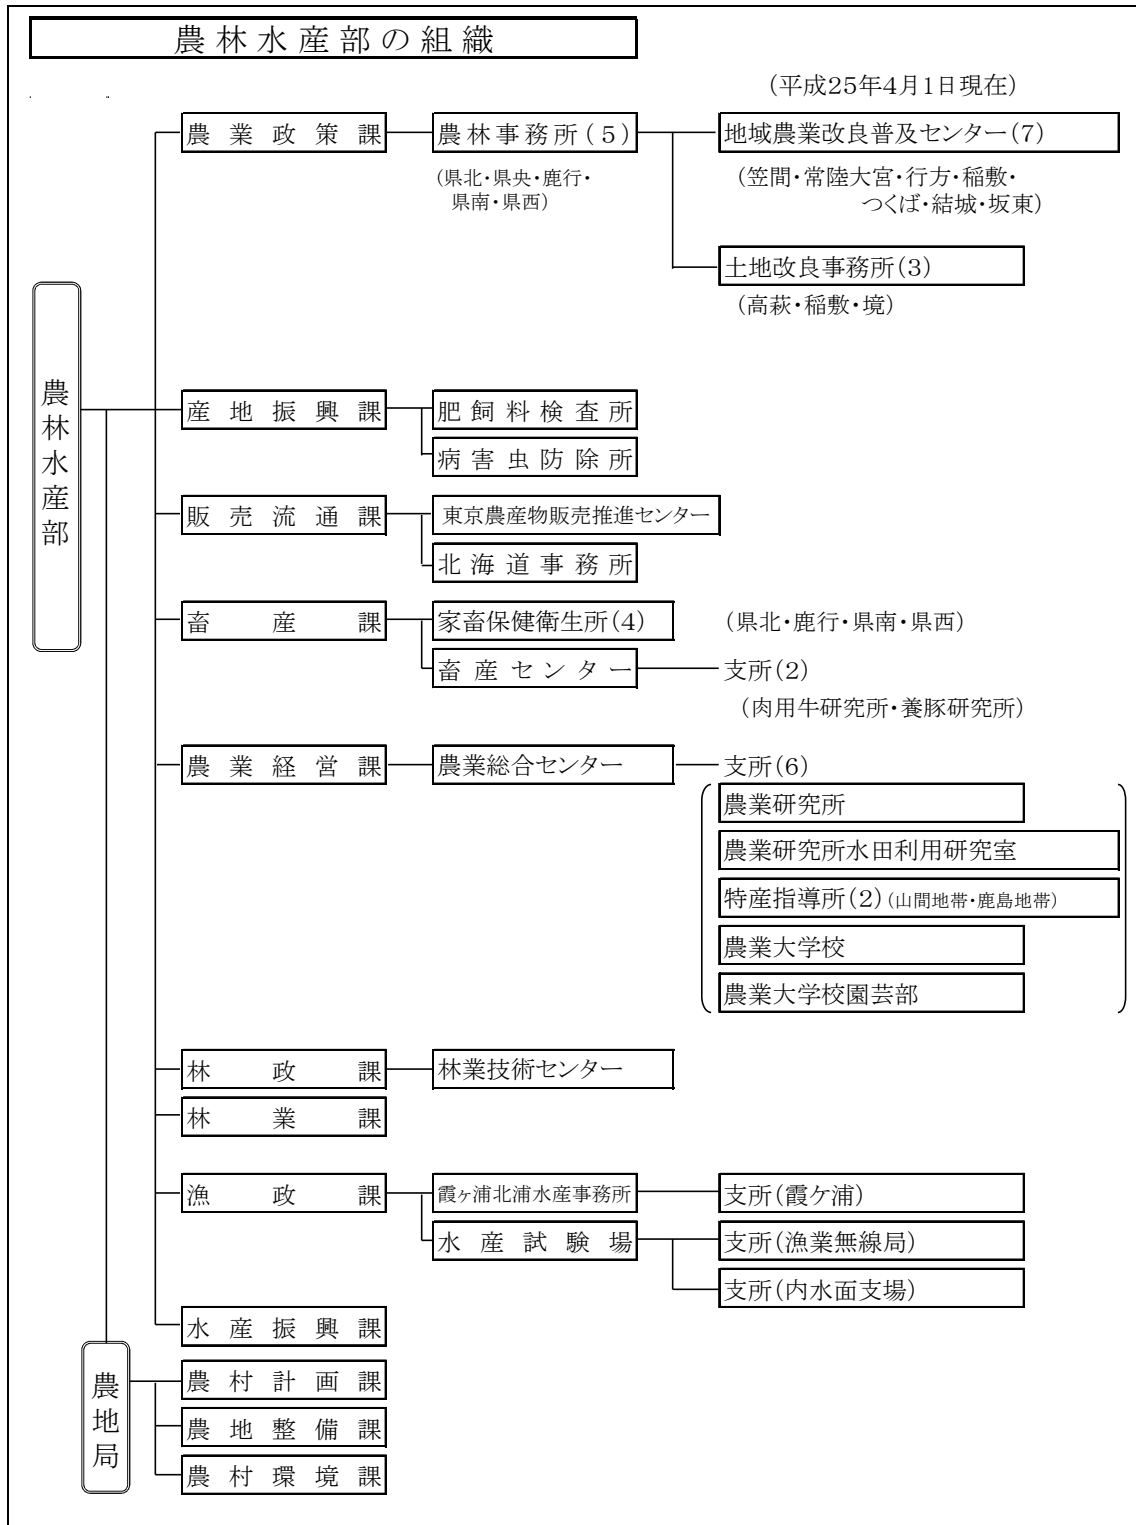 農林水産部の組織
(平成25年4月1日現在)
農業政策課 農林事務所(5) 地域農業改良普及センター(7)
(県北・県央・鹿行・
県南・県西)
(笠間・常陸大宮・行方・稲敷・
つくば・結城・坂東)
土地改良事務所(3)
(高萩・稲敷・境)
農林水産部
産地振興課 肥飼料検査所
病害虫防除所
販売流通課 東京農産物販売推進センター
北海道事務所
畜産課 家畜保健衛生所(4) (県北・鹿行・県南・県西)
畜産センター 支所(2)
(肉用牛研究所・養豚研究所)
農業経営課 農業総合センター 支所(6)
農業研究所
農業研究所水田利用研究室
特産指導所(2)(山間地帯・鹿島地帯)
農業大学校
農業大学校園芸部
林政課 林業技術センター
林業課
漁政課 霞ヶ浦北浦水産事務所 支所(霞ケ浦)
水産試験場 支所(漁業無線局)
支所(内水面支場)
水産振興課
農地局
農村計画課
農地整備課
農村環境課